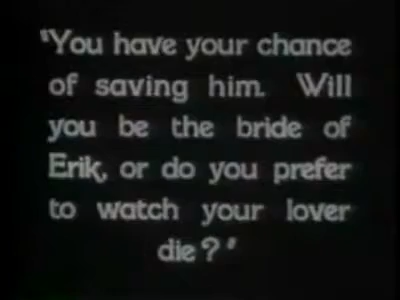 "You have your chance
of saving him. Will
you be the bride of
Erik, or do you prefer
to watch your lover
die?"